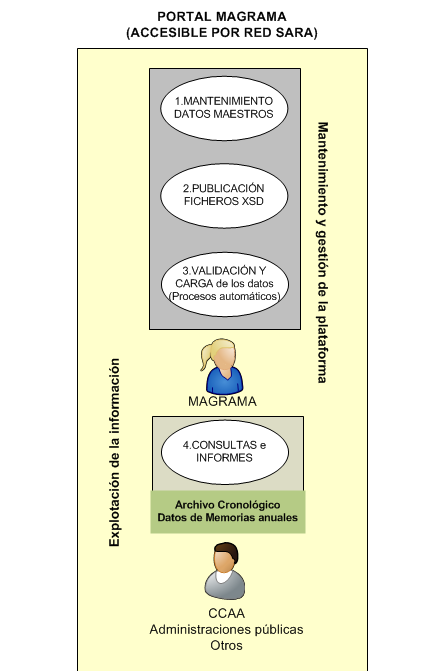 PORTAL MAGRAMA
(ACCESIBLE POR RED SARA)
1.MANTENIMIENTO
DATOS MAESTROS
2.PUBLICACIÓN
FICHEROS XSD
3.VALIDACIÓN Y
CARGA de los datos
(Procesos automáticos)
Mantenimiento y gestión de la plataforma
MAGRAMA
Explotación de la información
4.CONSULTAS e
INFORMES
Archivo Cronológico
Datos de Memorias anuales
CCAA
Administraciones públicas
Otros